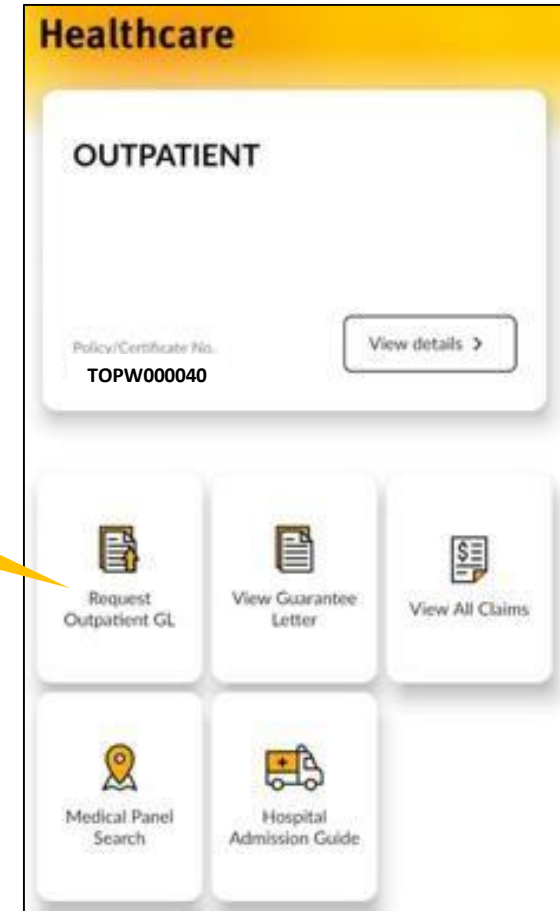 Healthcare
OUTPATIENT
Policy/Certificate No.
View details >
TOPW000040
Request
Outpatient GL
View Guarantee
Letter
View All Claims
Medical Panel
Search
Hospital
Admission Guide